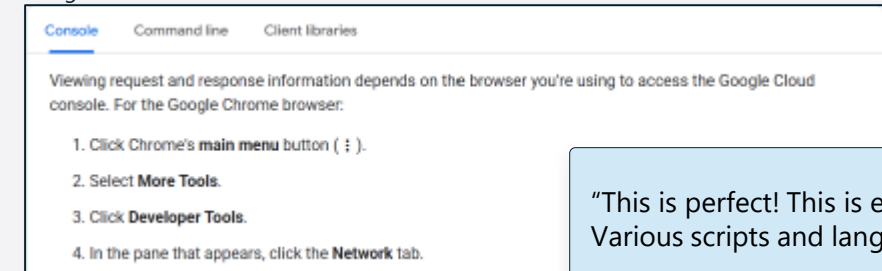 Console Command line Client libraries
Viewing request and response information depends on the browser you're using to access the Google Cloud
console. For the Google Chrome browser:
1. Click Chrome's main menu button ( ⋮ ).
2. Select More Tools.
3. Click Developer Tools.
4. In the pane that appears, click the Network tab.
"This is perfect! This is
Various scripts and